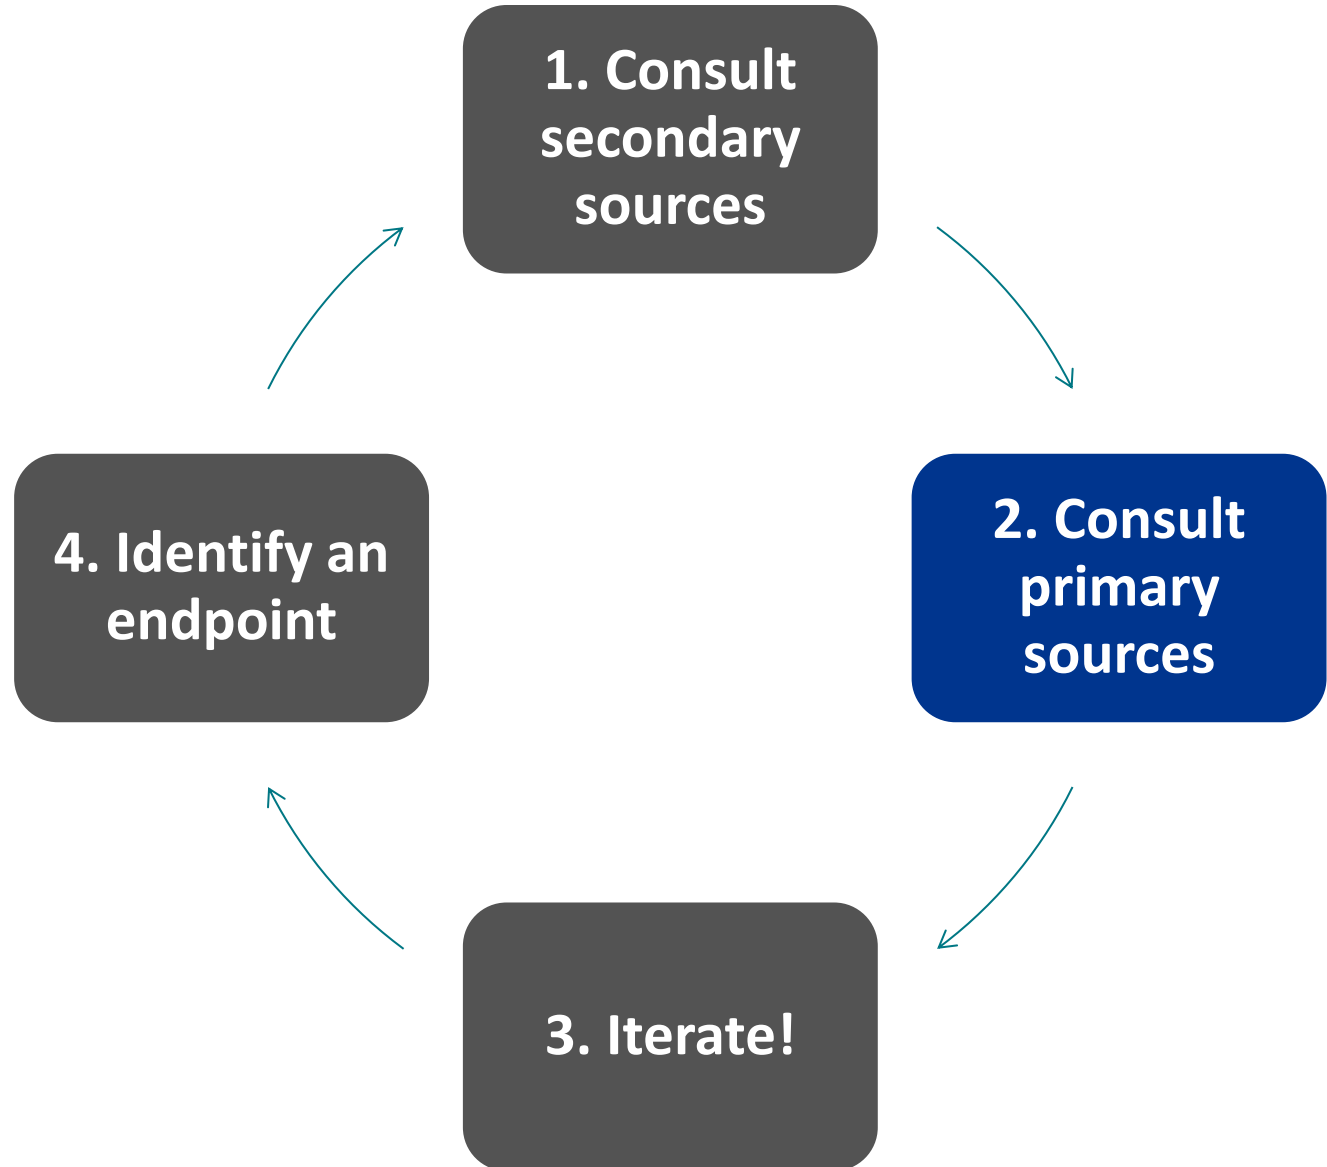 1. Consult
secondary
sources
2. Consult
primary
sources
3. Iterate!
4. Identify an
endpoint